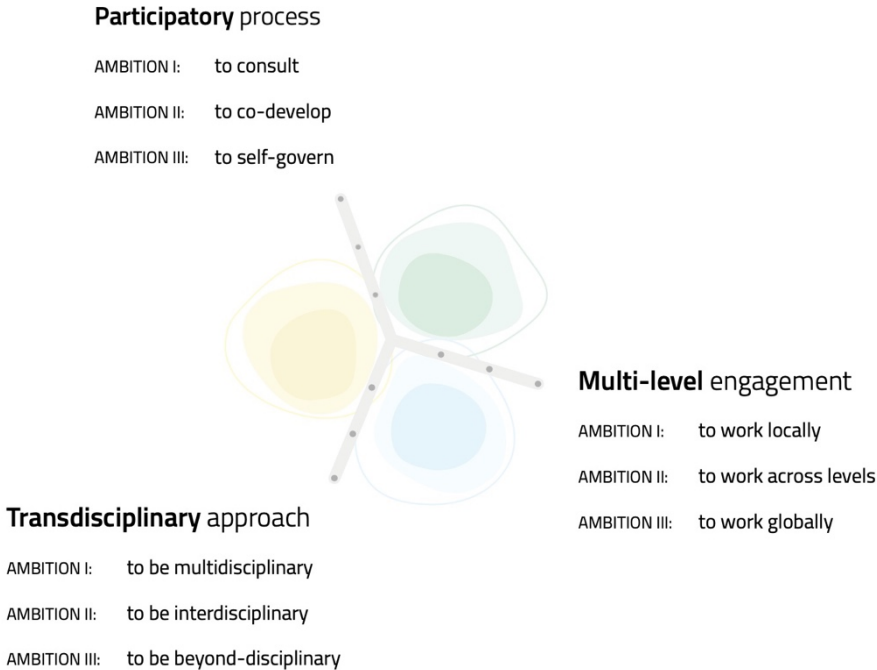 Participatory process
AMBITION I: to consult
AMBITION II: to co-develop
AMBITION III: to self-govern
Multi-level engagement
AMBITION I: to work locally
AMBITION II: to work across levels
AMBITION III: to work globally
Transdisciplinary approach
AMBITION I: to be multidisciplinary
AMBITION II: to be interdisciplinary
AMBITION III: to be beyond-disciplinary